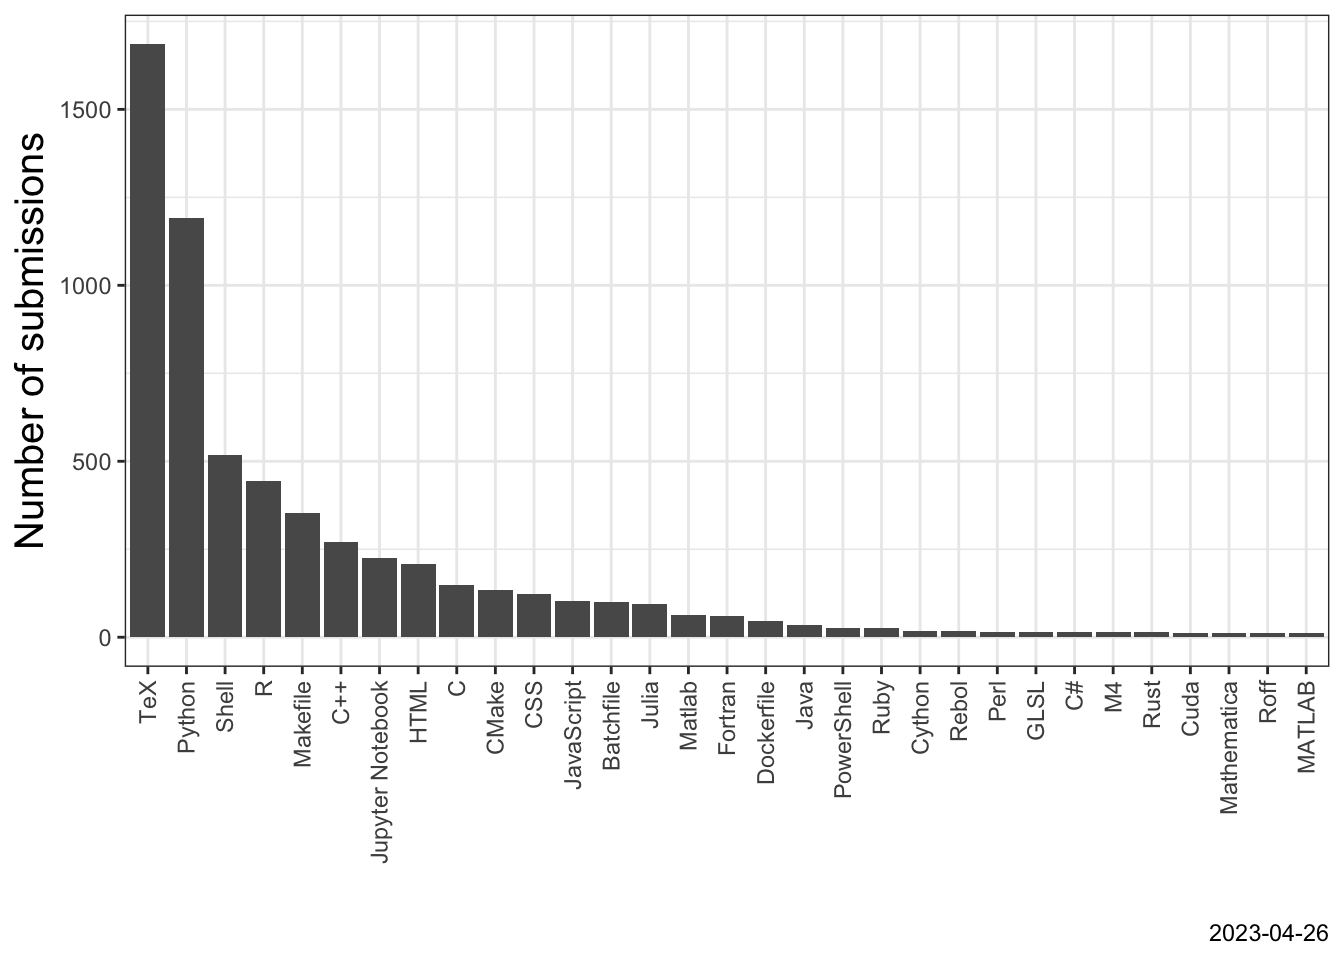 Number of submissions
1500
1000
500
0
TeX
Python
Shell
R
Makefile
C++
Jupyter Notebook
HTML
C
CMake
CSS
JavaScript
Batchfile
Julia
Matlab
Fortran
Dockerfile
Java
PowerShell
Ruby
Cython
Rebol
Perl
GLSL
C#
M4
Rust
Cuda
Mathematica
Roff
MATLAB
2023-04-26